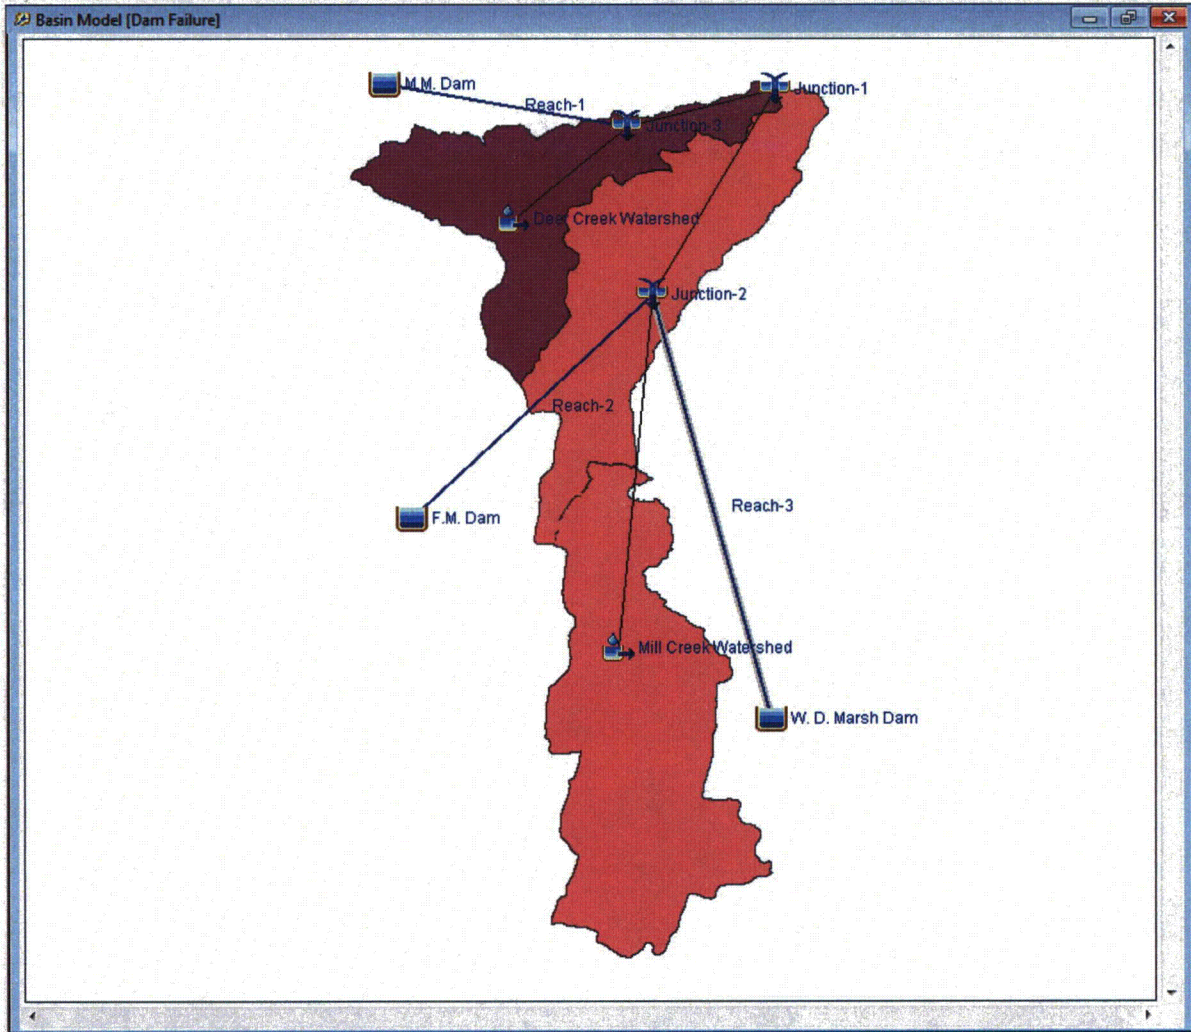 Basin Model [Dam Failure]
M.M. Dam
Reach-1
Junction-1
Junction-3
Deer Creek Watershed
Junction-2
Reach-2
Reach-3
F.M. Dam
Mill Creek Watershed
W. D. Marsh Dam